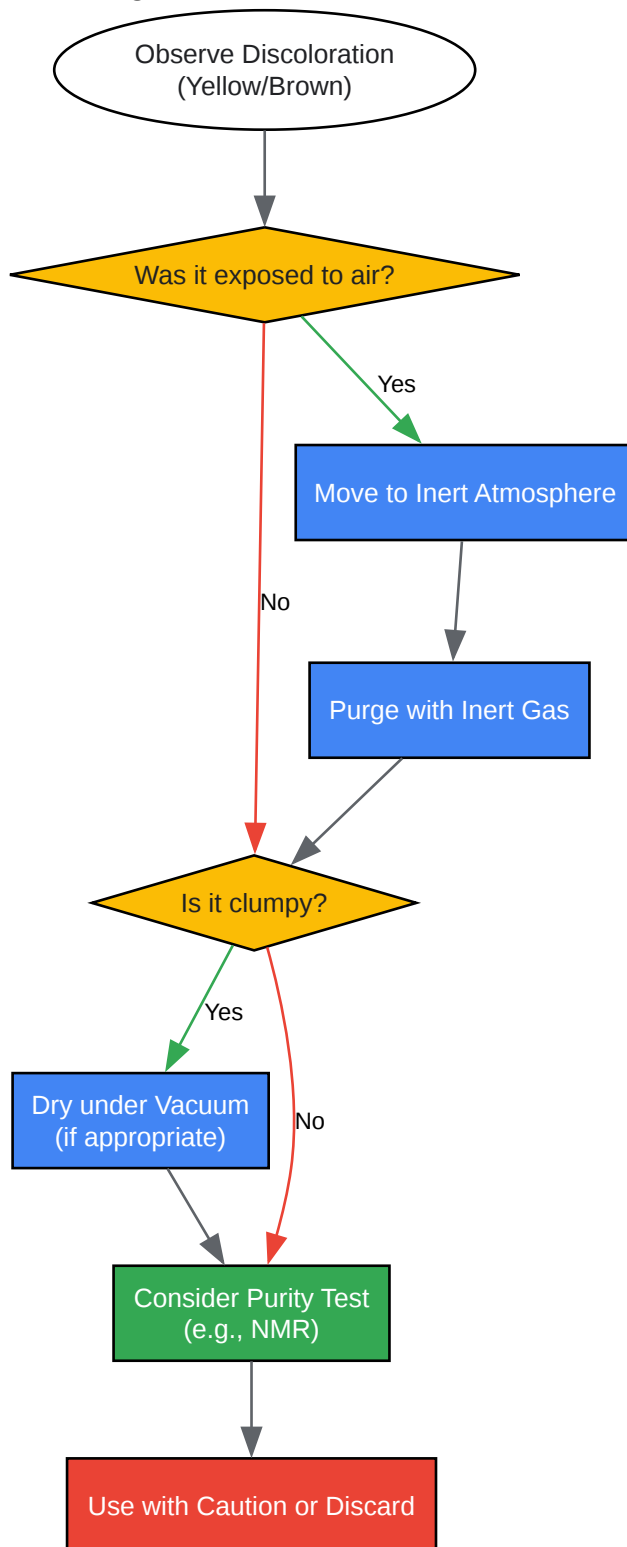 Observe Discoloration
(Yellow/Brown)
Was it exposed to air?
Yes
Move to Inert Atmosphere
No
Purge with Inert Gas
Is it clumpy?
Yes
Dry under Vacuum
(if appropriate)
No
Consider Purity Test
(e.g., NMR)
Use with Caution or Discard